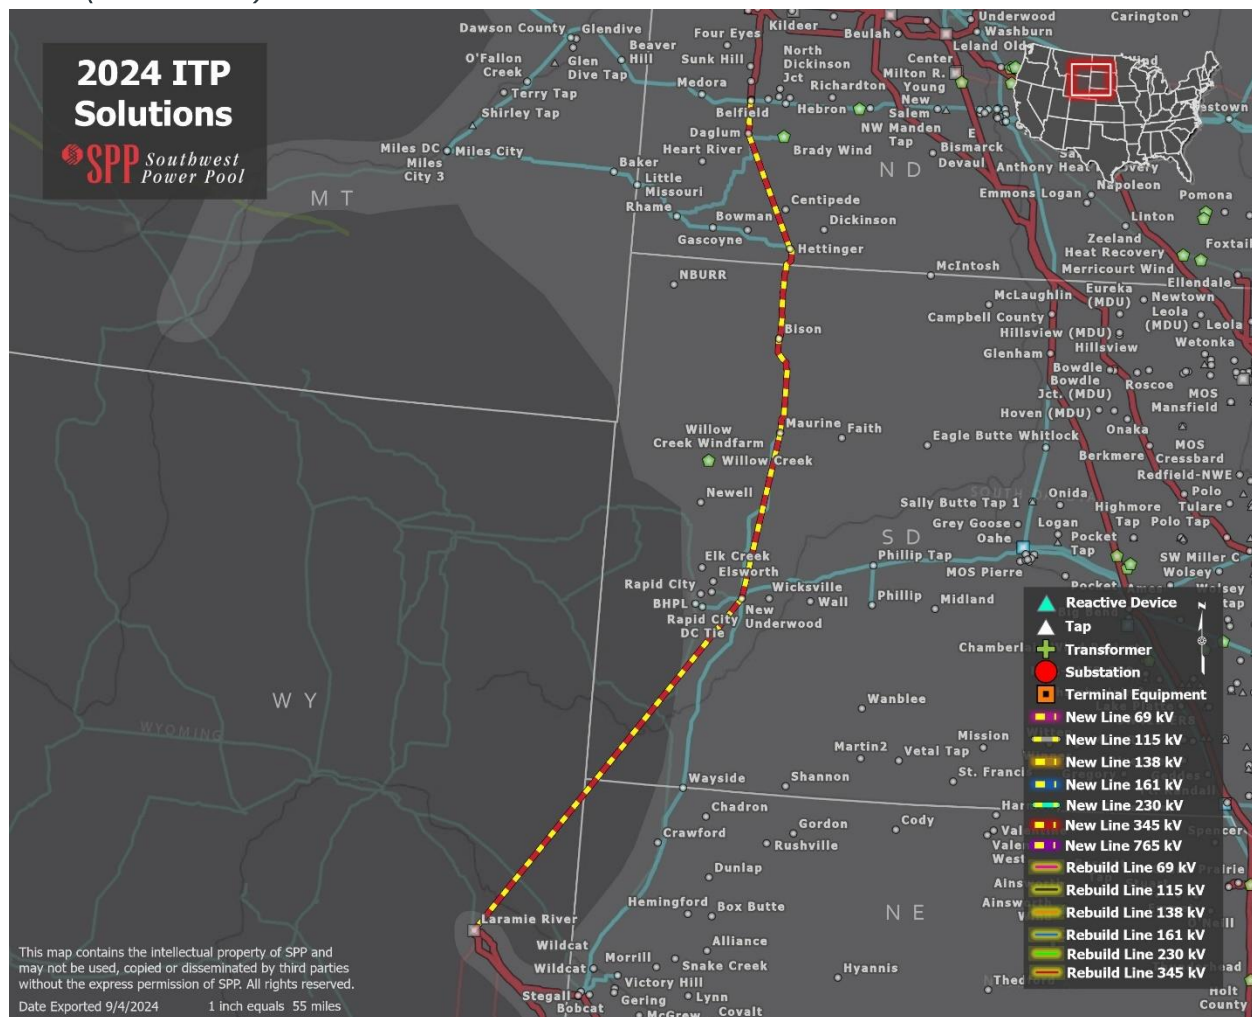 2024 ITP
Solutions
SPP Southwest
Power Pool
Dawson County
Glendive
O'Fallon
Creek
Glen
Dive Tap
Beaver
Hill
Terry Tap
Shirley Tap
Miles DC
Miles City
Miles
City 3
Four Eyes
Sunk Hill
Medora
Kildeer
Beulah
North
Dickinson
Jct
Richardton
Belfield
Hebron
Daglum
Heart River
Brady Wind
Underwood
Washburn
Leland Old
Carington
Center
Milton R.
Young
New
Salem
NW Manden
Tap
E
Bismarck
Devaul
Anthony Heat
Emmons Logan
Napoleon
Pomona
Linton
Zeeland
Heat Recovery
Foxtail
Merricourt Wind
Ellendale
Baker
Little
Missouri
Rhame
Bowman
Gascoyne
Centipede
Dickinson
Hettinger
MT
ND
NBURR
McIntosh
McLaughlin
Eureka
(MDU)
Newtown
Leola
(MDU)
Leola
Campbell County
Hillsview (MDU)
Hillsview
Wetonka
Glenham
Bowdle
Bowdle
Jct. (MDU)
Roscoe
MOS
Mansfield
Hoven (MDU)
Onaka
Bison
Maurine
Faith
Willow
Creek Windfarm
Willow Creek
Eagle Butte
Whitlock
Berkmere
MOS
Cressbard
Redfield-NWE
Newell
Sally Butte Tap 1
Onida
Polo
Tulare
Highmore
Tap
Polo Tap
Grey Goose
Oahe
Logan
Pocket
Tap
SD
MOS Pierre
SW Miller C
Wolsey
Wolsey
tap
Elk Creek
Elsworth
Phillip Tap
Rapid City
BHPL
Rapid City
DC Tie
New
Underwood
Wicksville
Wall
Phillip
Midland
WY
WYOMING
Wanblee
Mission
Martin2
Vetal Tap
St. Francis
Wayside
Shannon
Chadron
Crawford
Gordon
Cody
Rushville
Dunlap
Hemingford
Box Butte
NE
Laramie River
Wildcat
Wildcat
Morrill
Alliance
Snake Creek
Victory Hill
Hyannis
Stegall
Bobcat
Gering
Lynn
McGrew
Covalt
Holt
County
Reactive Device
Tap
Transformer
Substation
Terminal Equipment
New Line 69 kV
New Line 115 kV
New Line 138 kV
New Line 161 kV
New Line 230 kV
New Line 345 kV
New Line 765 kV
Rebuild Line 69 kV
Rebuild Line 115 kV
Rebuild Line 138 kV
Rebuild Line 161 kV
Rebuild Line 230 kV
Rebuild Line 345 kV
N
This map contains the intellectual property of SPP and
may not be used, copied or disseminated by third parties
without the express permission of SPP. All rights reserved.
Date Exported 9/4/2024
1 inch equals 55 miles